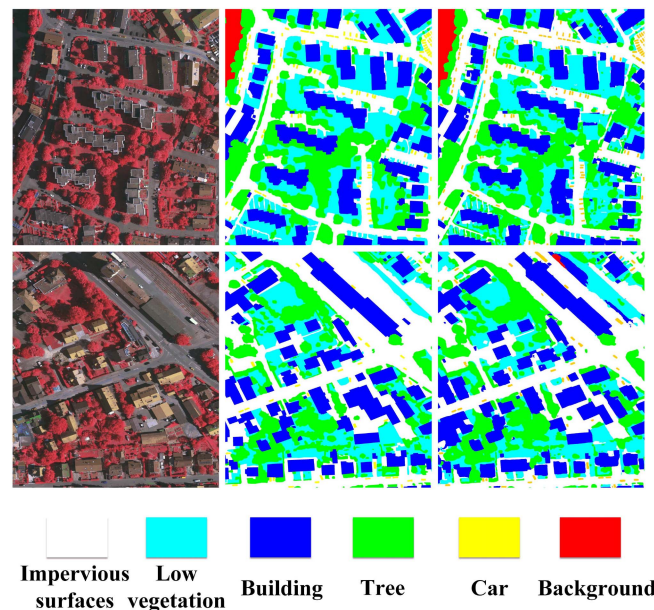 Impervious
surfaces
Low
vegetation
Building
Tree
Car
Background